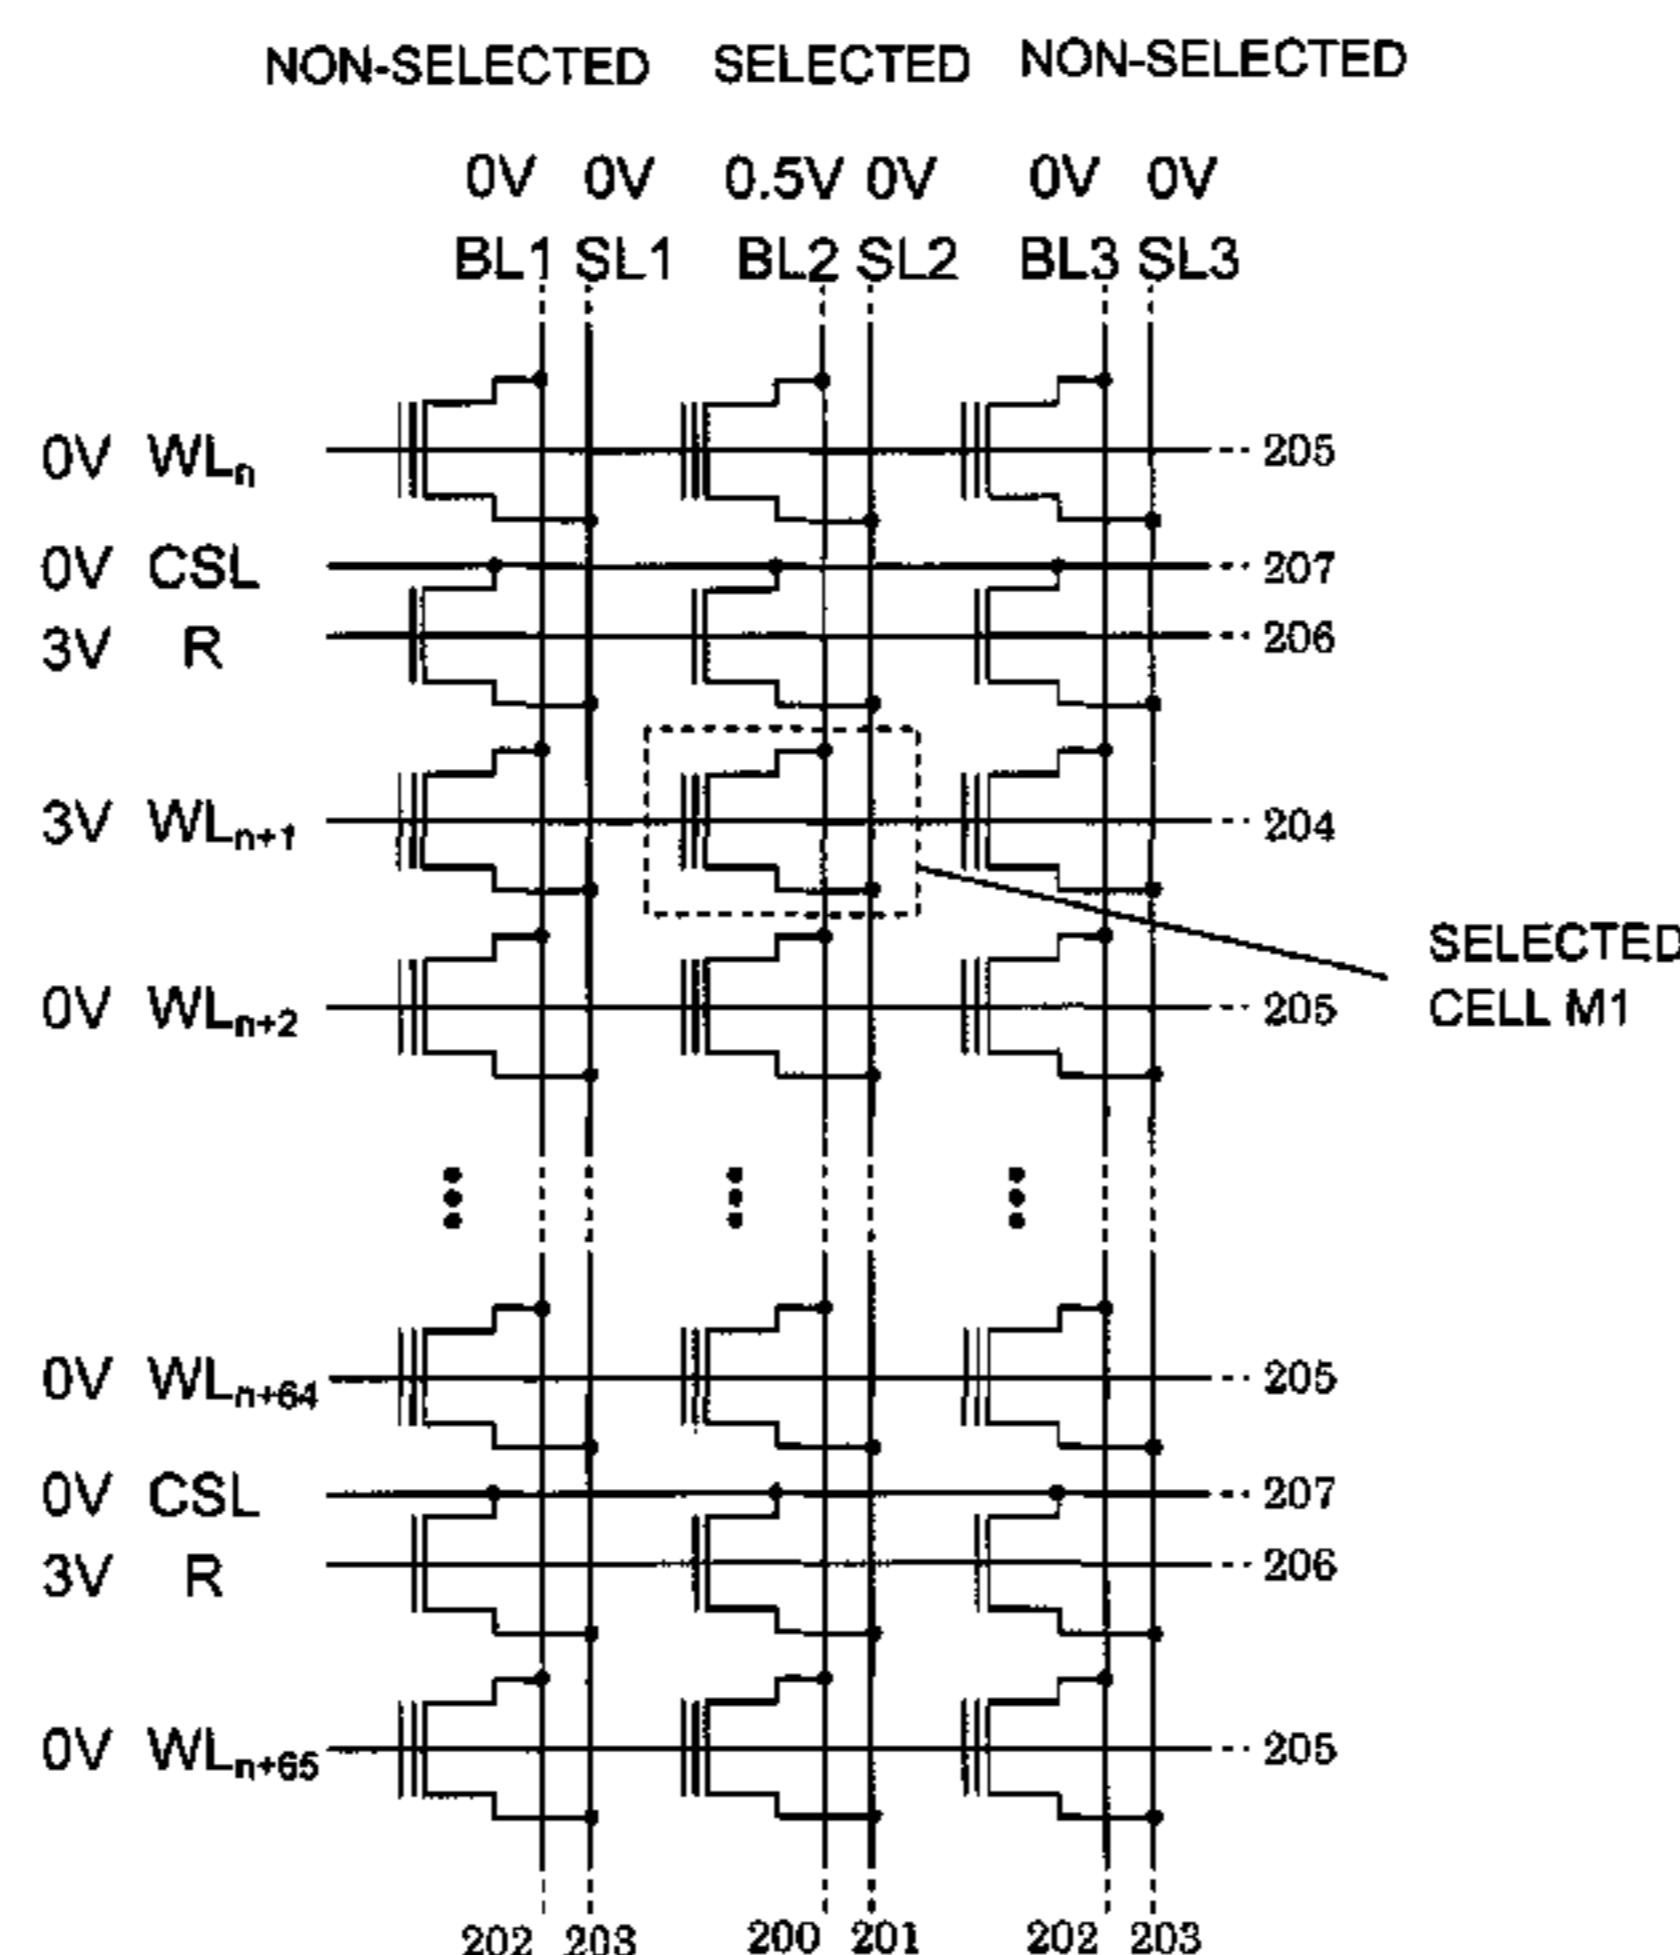 NON-SELECTED SELECTED NON-SELECTED
0V 0V 0.5V 0V 0V 0V
BL1 SL1 BL2 SL2 BL3 SL3
0V WLn 205
0V CSL 207
3V R 206
3V WLn+1 204
SELECTED
CELL M1
0V WLn+2 205
0V WLn+64 205
0V CSL 207
3V R 206
0V WLn+65 205
202 203 200 201 202 203